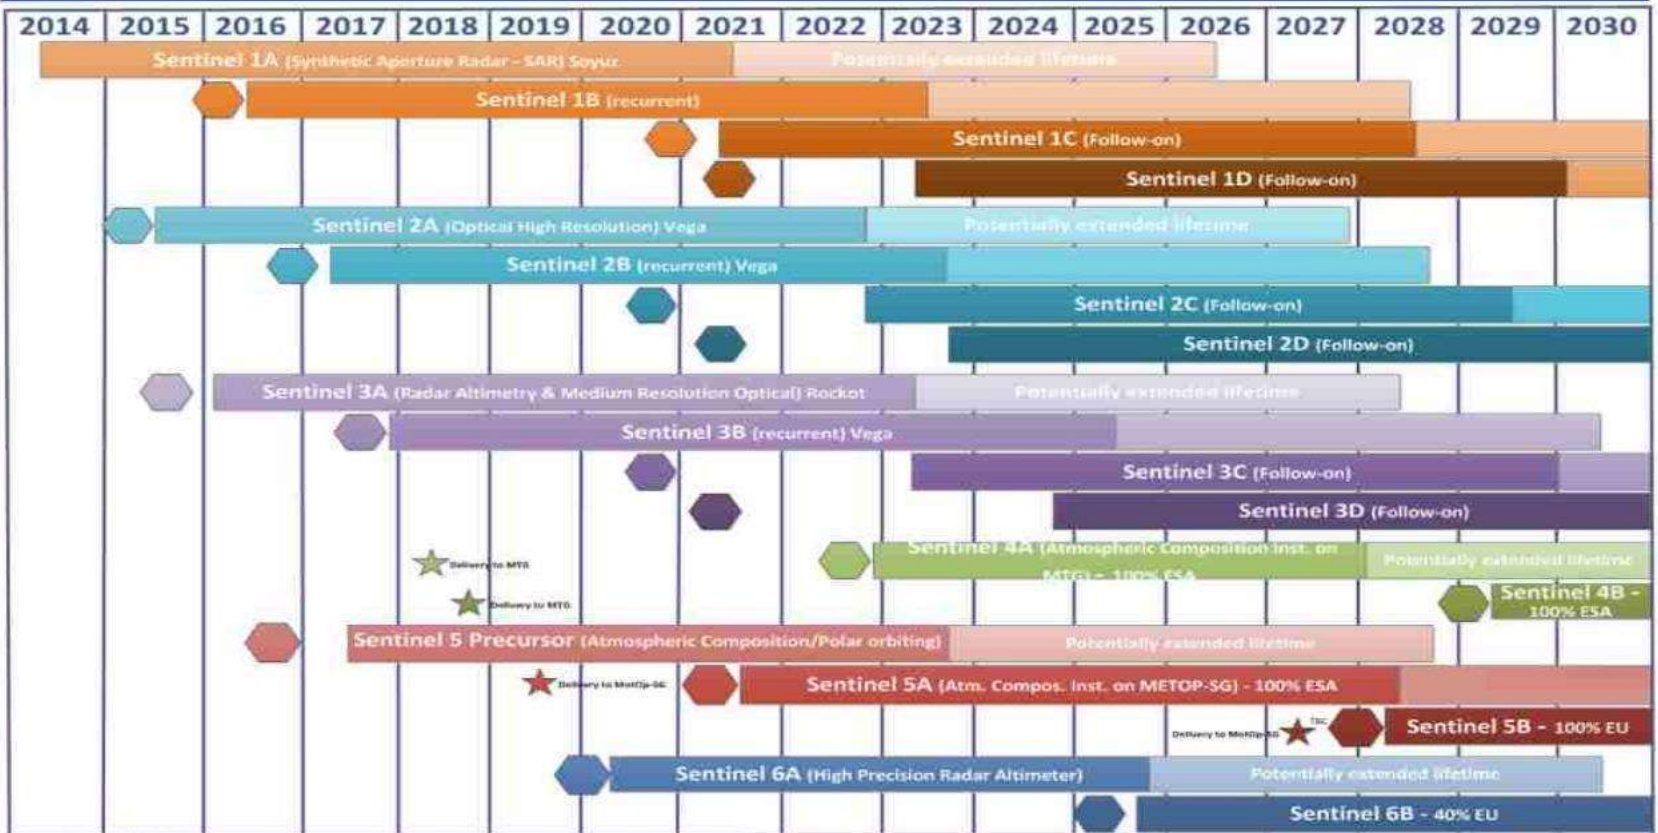 2014 2015 2016 2017 2018 2019 2020 2021 2022 2023 2024 2025 2026 2027 2028 2029 2030
Sentinel 1A (Synthetic Aperture Radar - SAR) Soyuz Potentially extended lifetime
Sentinel 1B (recurrent)
Sentinel 1C (Follow-on)
Sentinel 1D (Follow-on)
Sentinel 2A (Optical High Resolution) Vega Potentially extended lifetime
Sentinel 2B (recurrent) Vega
Sentinel 2C (Follow-on)
Sentinel 2D (Follow-on)
Sentinel 3A (Radar Altimetry & Medium Resolution Optical) Rockot Potentially extended lifetime
Sentinel 3B (recurrent) Vega
Sentinel 3C (Follow-on)
Sentinel 3D (Follow-on)
Sentinel 4A (Atmospheric Composition Inst. on
MTG) - 100% ESA
Potentially extended lifetime
Delivery to MTG
Sentinel 4B -
100% ESA
Delivery to MTG
Sentinel 5 Precursor (Atmospheric Composition/Polar orbiting) Potentially extended lifetime
Delivery to MetOp-SG Sentinel 5A (Atm. Compos. Inst. on METOP-SG) - 100% ESA
Delivery to MetOp-SG TBC Sentinel 5B - 100% EU
Sentinel 6A (High Precision Radar Altimeter) Potentially extended lifetime
Sentinel 6B - 40% EU